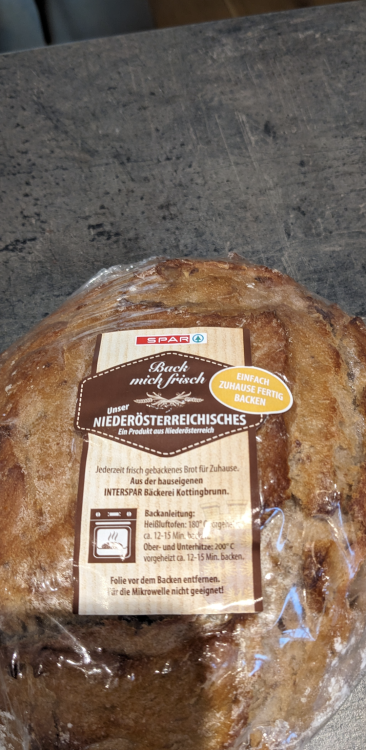 SPAR
Back
mich frisch
EINFACH
ZUHAUSE FERTIG
BACKEN
Unser
NIEDERÖSTERREICHISCHES
Ein Produkt aus Niederösterreich
Jederzeit frisch gebackenes Brot für Zuhause.
Aus der hauseigenen
INTERSPAR Bäckerei Kottingbrunn.
Backanleitung:
Heißluftofen: 180°
ca. 12-15 Min.
Ober- und Unterhitze: 200° C
vorgeheizt ca. 12-15 Min. backen.
Folie vor dem Backen entfernen.
die Mikrowelle nicht geeignet!